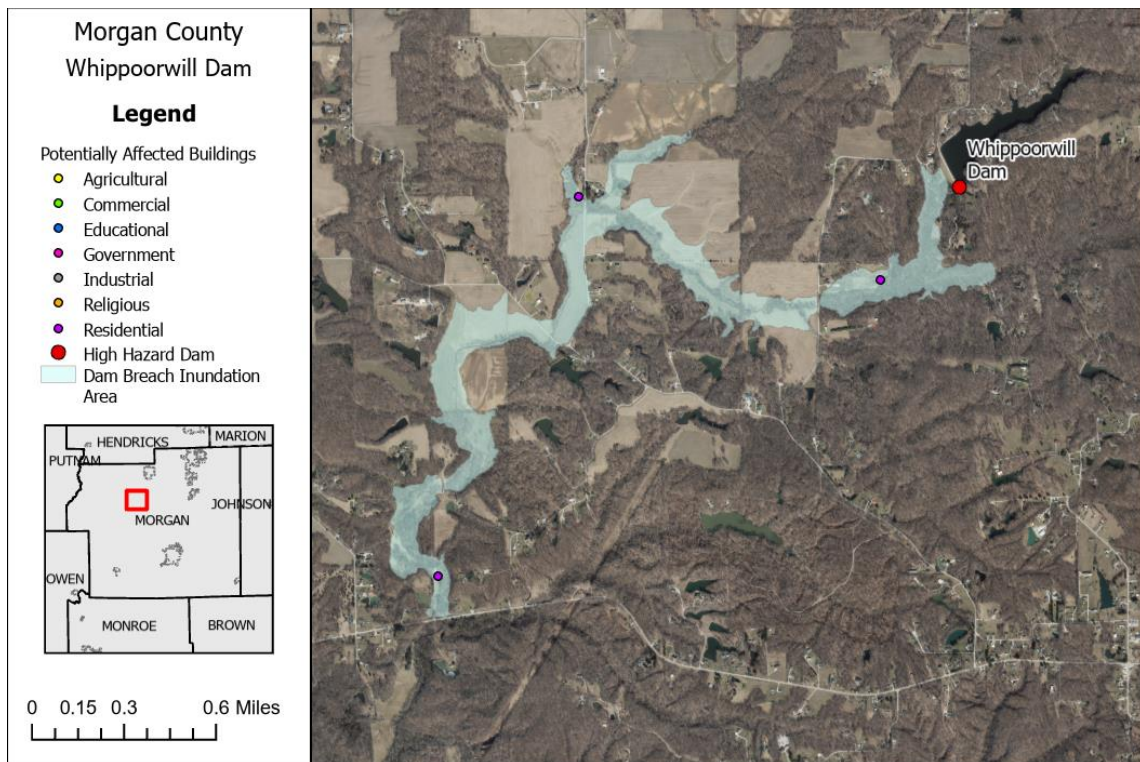 Morgan County
Whippoorwill Dam
Legend
Potentially Affected Buildings
Agricultural
Commercial
Educational
Government
Industrial
Religious
Residential
High Hazard Dam
Dam Breach Inundation
Area
HENDRICKS
MARION
PUTNAM
JOHNSON
MORGAN
OWEN
MONROE
BROWN
0 0.15 0.3 0.6 Miles
Whippoorwill
Dam